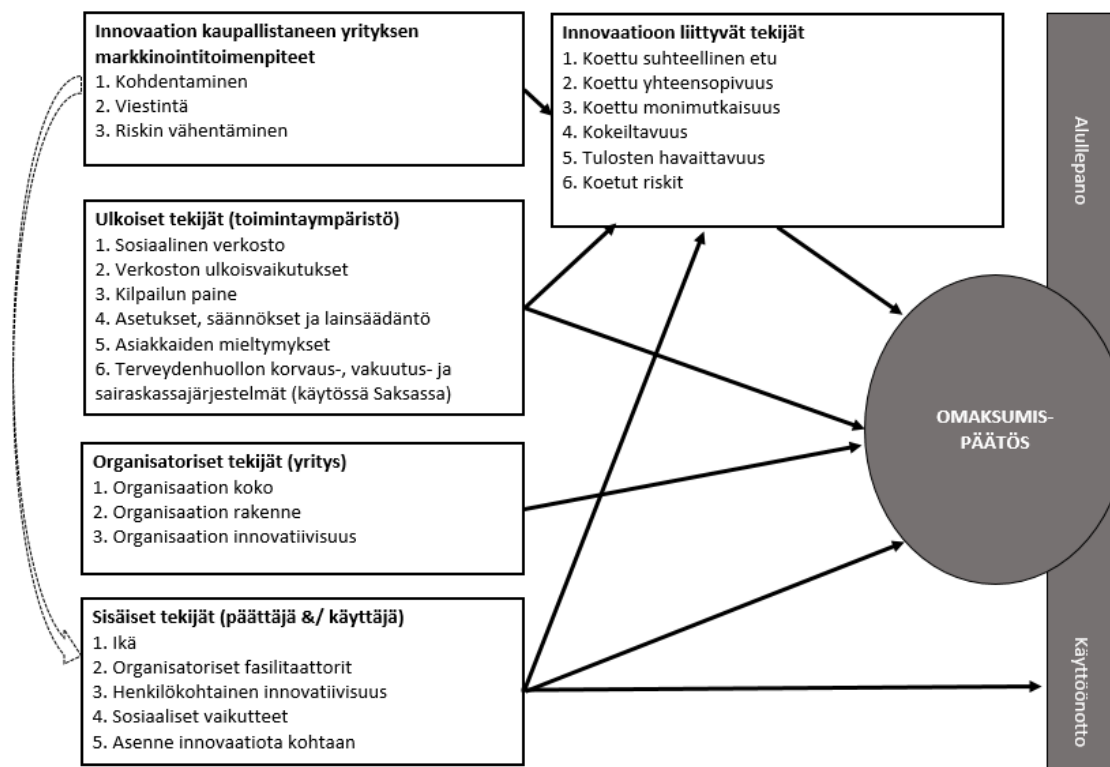 Innovaation kaupallistaneen yrityksen
markkinointitoimenpiteet
1. Kohdentaminen
2. Viestintä
3. Riskin vähentäminen
Innovaatioon liittyvät tekijät
1. Koettu suhteellinen etu
2. Koettu yhteensopivuus
3. Koettu monimutkaisuus
4. Kokeiltavuus
5. Tulosten havaittavuus
6. Koetut riskit
Alullepano
Ulkoiset tekijät (toimintaympäristö)
1. Sosiaalinen verkosto
2. Verkoston ulkoisvaikutukset
3. Kilpailun paine
4. Asetukset, säännökset ja lainsäädäntö
5. Asiakkaiden mieltymykset
6. Terveydenhuollon korvaus-, vakuutus- ja
sairaskassajärjestelmät (käytössä Saksassa)
OMAKSUMIS-
PÄÄTÖS
Organisatoriset tekijät (yritys)
1. Organisaation koko
2. Organisaation rakenne
3. Organisaation innovatiivisuus
Sisäiset tekijät (päättäjä &/ käyttäjä)
1. Ikä
2. Organisatoriset fasilitaattorit
3. Henkilökohtainen innovatiivisuus
4. Sosiaaliset vaikutteet
5. Asenne innovaatiota kohtaan
Käyttöönotto